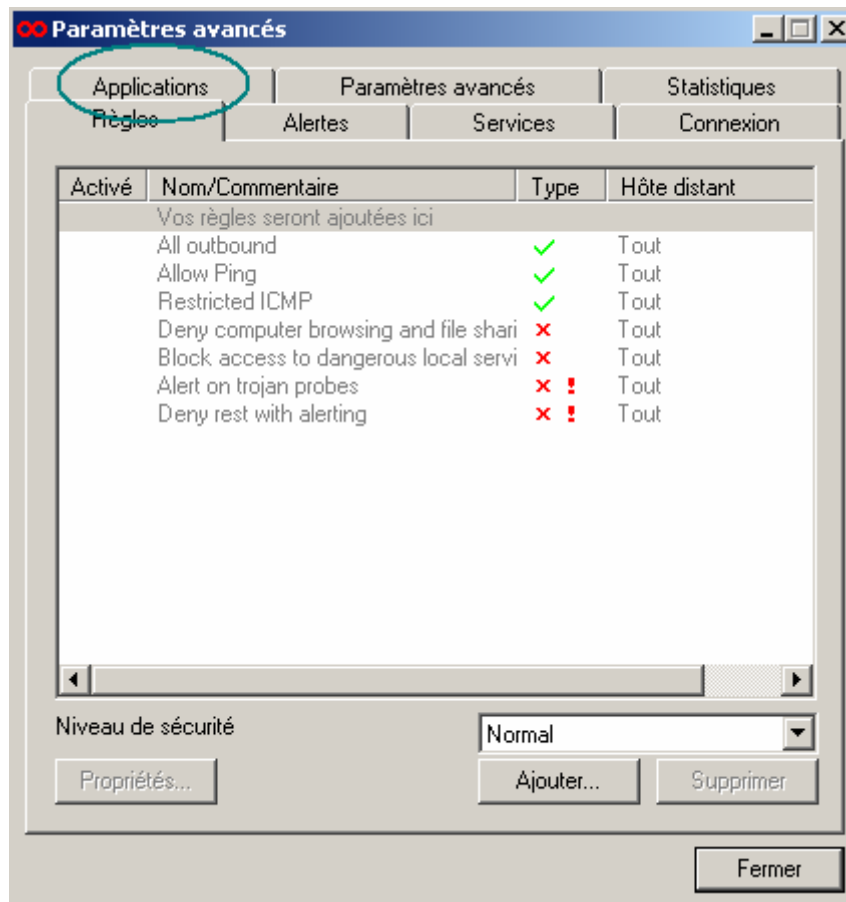 Paramètres avancés
Applications Paramètres avancés Statistiques
Règles Alertes Services Connexion
Activé Nom/Commentaire Type Hôte distant
Vos règles seront ajoutées ici
All outbound Tout
Allow Ping Tout
Restricted ICMP Tout
Deny computer browsing and file shari Tout
Block access to dangerous local servi Tout
Alert on trojan probes Tout
Deny rest with alerting Tout
Niveau de sécurité Normal
Propriétés... Ajouter... Supprimer
Fermer